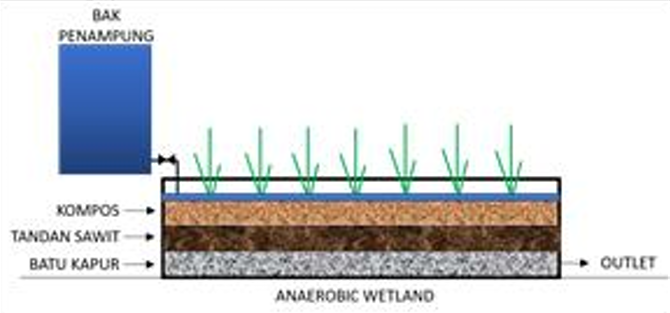 BAK
PENAMPUNG
KOMPOS
TANDAN SAWIT
BATU KAPUR
OUTLET
ANAEROBIC WETLAND